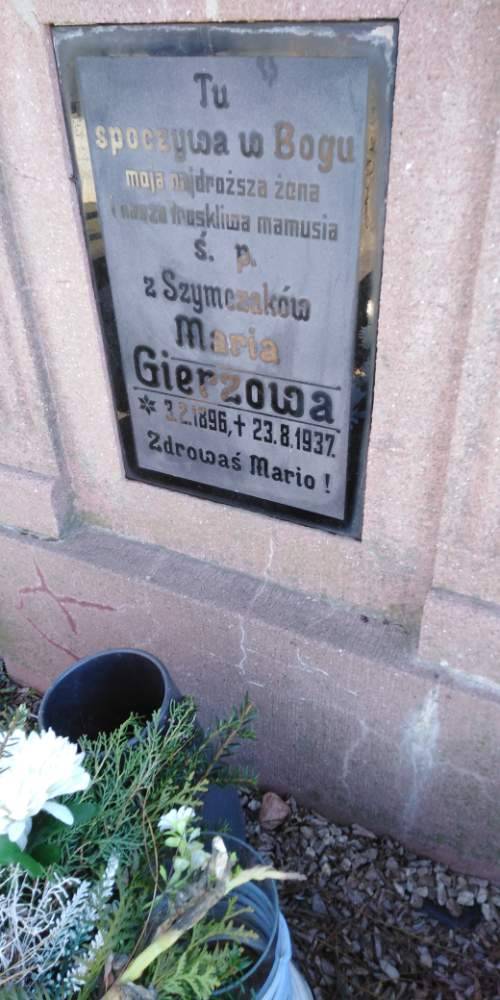 Tu
spoczywa w Bogu
moja najdroższa żona
i nasza troskliwa mamusia
ś. p.
z Szymczaków
Maria
Gierzowa
* 3.2.1896, + 23.8.1937.
Zdrowaś Mario !